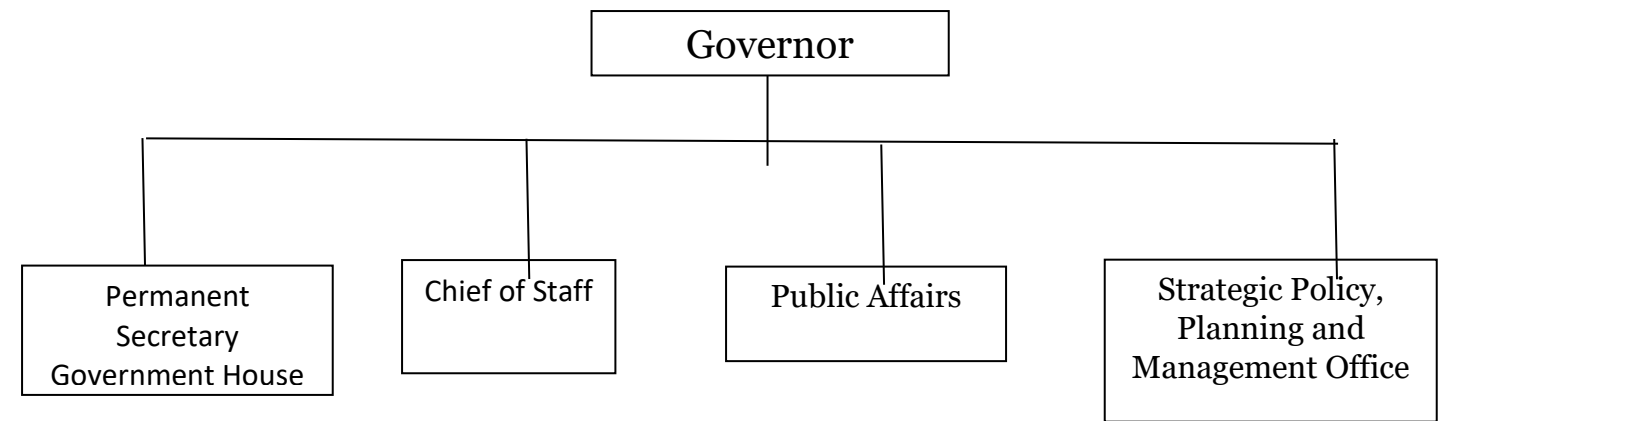 Governor
Permanent
Secretary
Government House
Chief of Staff
Public Affairs
Strategic Policy,
Planning and
Management Office